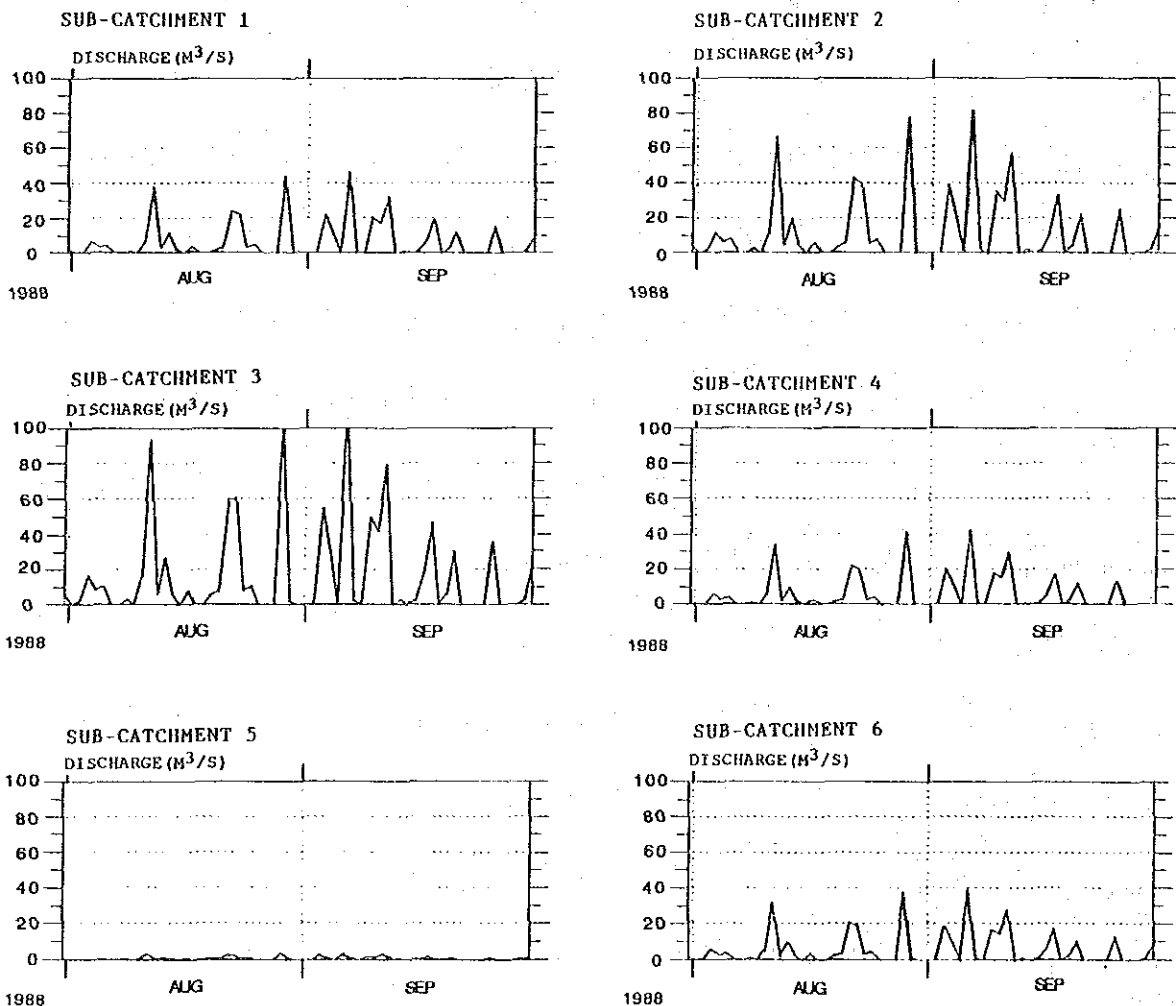 SUB-CATCHMENT 1
DISCHARGE(M³/S)
100
80
60
40
20
0
AUG
SEP
1988
SUB-CATCHMENT 2
DISCHARGE(M³/S)
100
80
60
40
20
0
AUG
SEP
1988
SUB-CATCHMENT 3
DISCHARGE(M³/S)
100
80
60
40
20
0
AUG
SEP
1988
SUB-CATCHMENT 4
DISCHARGE(M³/S)
100
80
60
40
20
0
AUG
SEP
1988
SUB-CATCHMENT 5
DISCHARGE(M³/S)
100
80
60
40
20
0
AUG
SEP
1988
SUB-CATCHMENT 6
DISCHARGE(M³/S)
100
80
60
40
20
0
AUG
SEP
1988